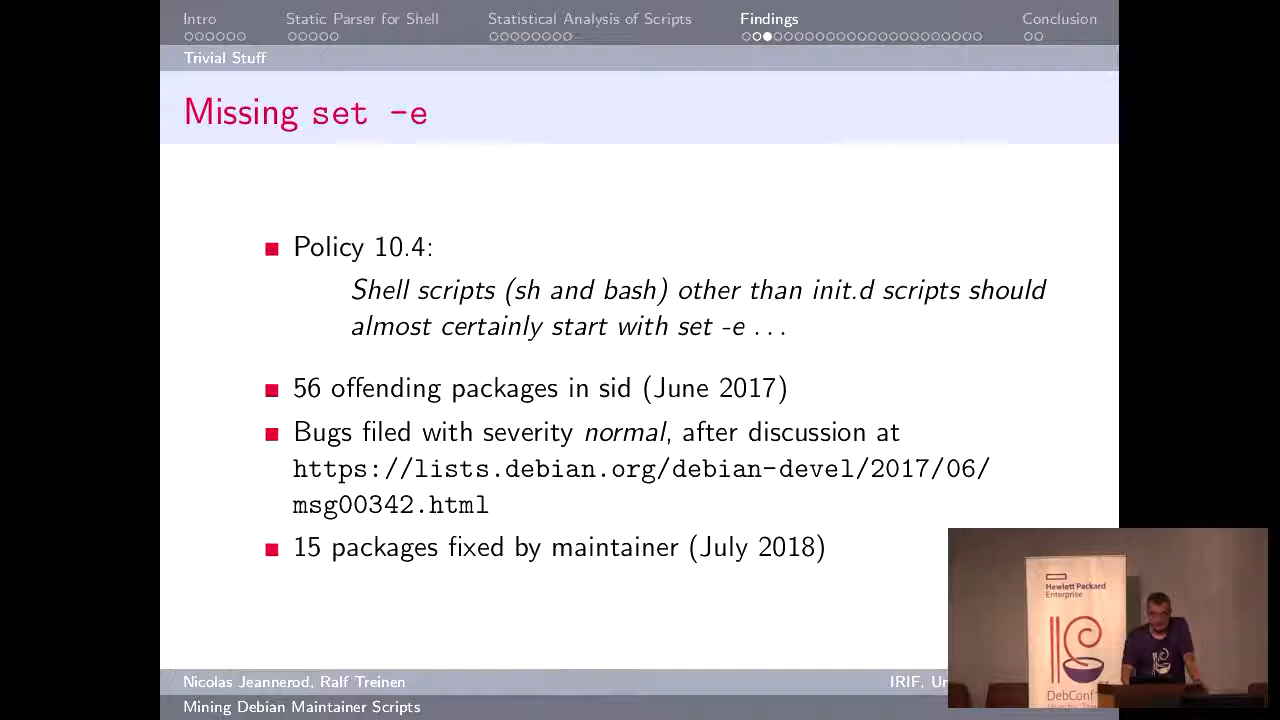 Intro
Static Parser for Shell
Statistical Analysis of Scripts
Findings
Conclusion
Trivial Stuff
Missing set -e
Policy 10.4:
Shell scripts (sh and bash) other than init.d scripts should
almost certainly start with set -e ...
56 offending packages in sid (June 2017)
Bugs filed with severity normal, after discussion at
https://lists.debian.org/debian-devel/2017/06/
msg00342.html
15 packages fixed by maintainer (July 2018)
Hewlett Packard
Enterprise
DebConf
Nicolas Jeannerod, Ralf Treinen
IRIF,
Mining Debian Maintainer Scripts